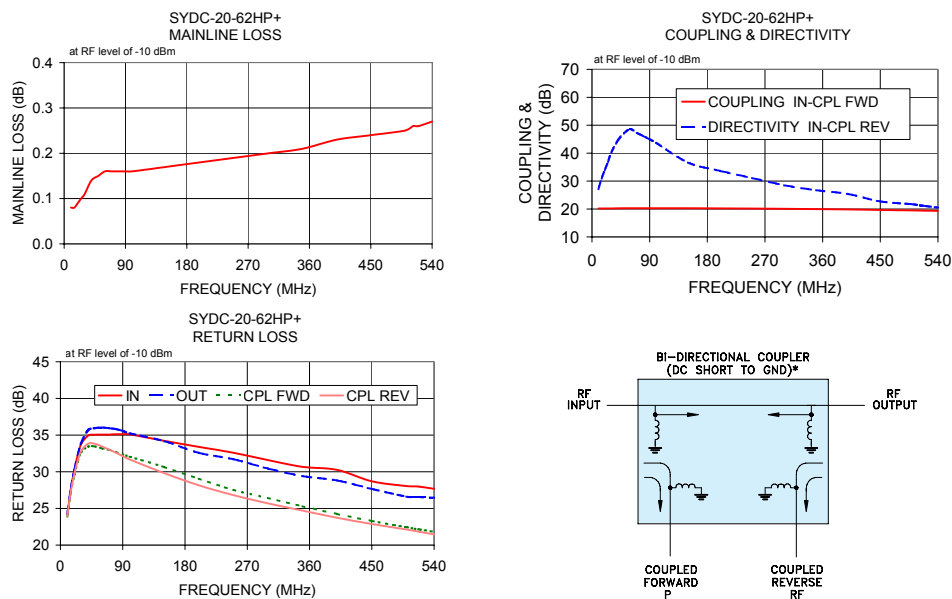 SYDC-20-62HP+
MAINLINE LOSS
at RF level of -10 dBm
MAINLINE LOSS (dB)
0.4
0.3
0.2
0.1
0.0
0 90 180 270 360 450 540
FREQUENCY (MHz)
SYDC-20-62HP+
COUPLING & DIRECTIVITY
at RF level of -10 dBm
COUPLING &
DIRECTIVITY (dB)
70
60
50
40
30
20
10
COUPLING IN-CPL FWD
DIRECTIVITY IN-CPL REV
0 90 180 270 360 450 540
FREQUENCY (MHz)
SYDC-20-62HP+
RETURN LOSS
at RF level of -10 dBm
RETURN LOSS (dB)
45
40
35
30
25
20
IN OUT CPL FWD CPL REV
0 90 180 270 360 450 540
FREQUENCY (MHz)
BI-DIRECTIONAL COUPLER
(DC SHORT TO GND)*
RF
INPUT
RF
OUTPUT
COUPLED
FORWARD
P
COUPLED
REVERSE
RF